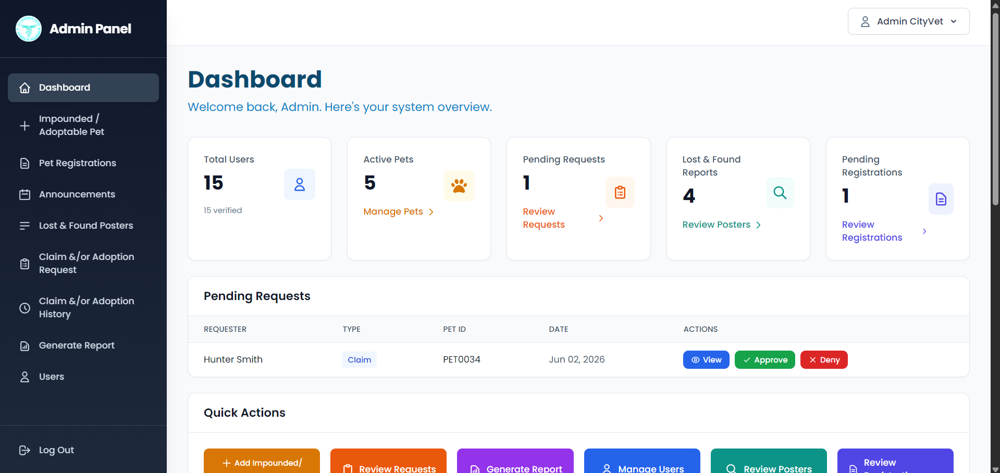 Admin Panel
Admin CityVet
Dashboard
Impounded /
Adoptable Pet
Pet Registrations
Announcements
Lost & Found Posters
Claim &/or Adoption
Request
Claim &/or Adoption
History
Generate Report
Users
Log Out
Dashboard
Welcome back, Admin. Here's your system overview.
Total Users
15
15 verified
Active Pets
5
Manage Pets
Pending Requests
1
Review
Requests
Lost & Found
Reports
4
Review Posters
Pending
Registrations
1
Review
Registrations
Pending Requests
REQUESTER TYPE PET ID DATE ACTIONS
Hunter Smith Claim PET0034 Jun 02, 2026 View Approve Deny
Quick Actions
Add Impounded/
Review Requests
Generate Report
Manage Users
Review Posters
Review